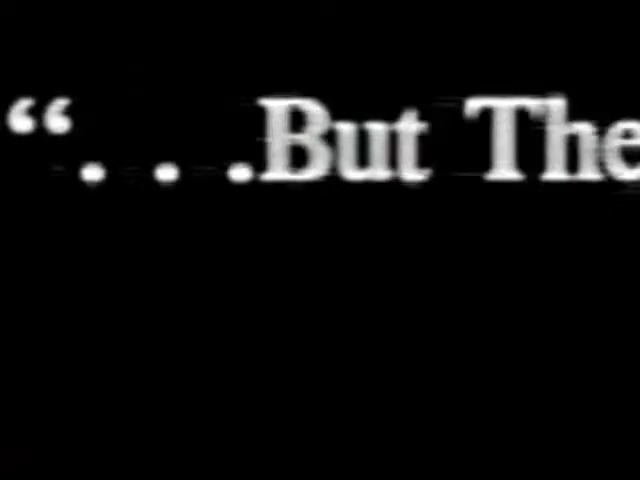 “. . .But The